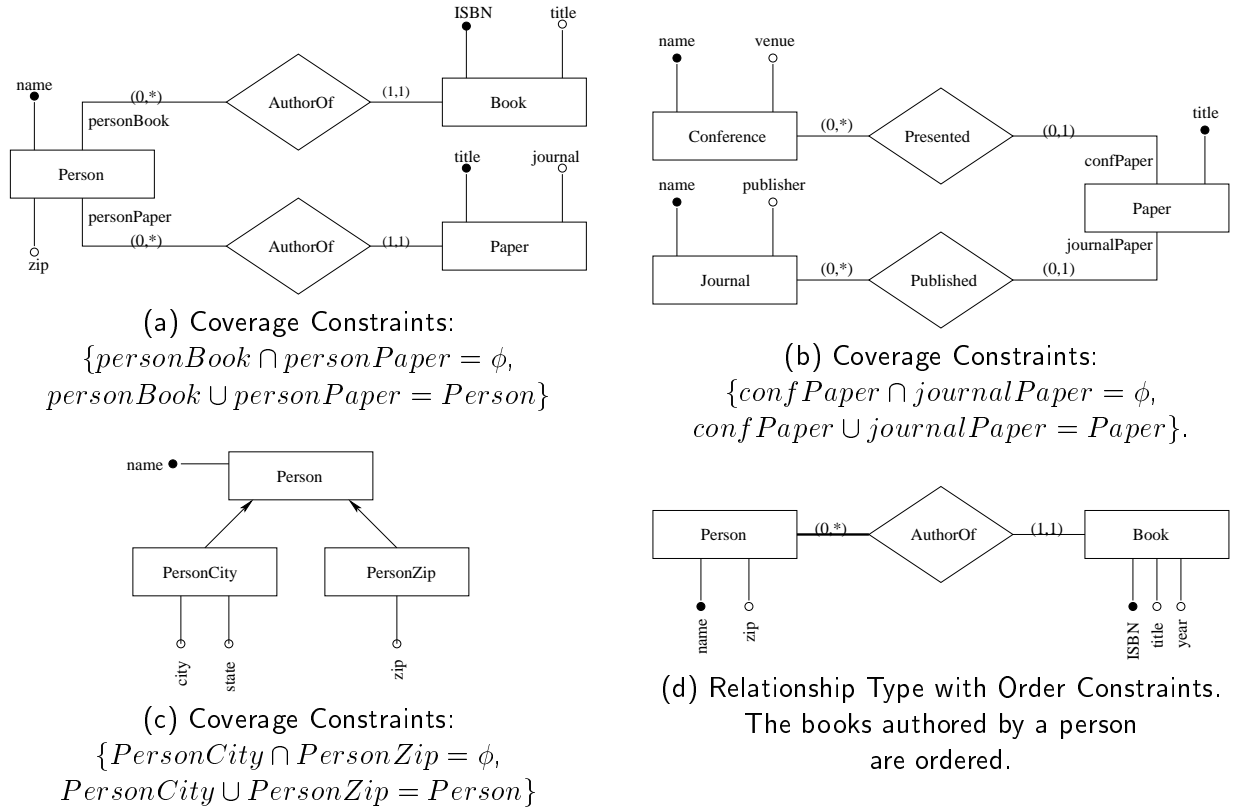 ISBN
title
name
(0,*)
AuthorOf
(1,1)
Book
personBook
Person
title
journal
personPaper
(0,*)
AuthorOf
(1,1)
Paper
zip
(a) Coverage Constraints:
{personBook ∩ personPaper = ϕ,
personBook ∪ personPaper = Person}
name
venue
Conference
(0,*)
Presented
(0,1)
title
confPaper
name
publisher
Paper
journalPaper
Journal
(0,*)
Published
(0,1)
(b) Coverage Constraints:
{confPaper ∩ journalPaper = ϕ,
confPaper ∪ journalPaper = Paper}.
name
Person
PersonCity
PersonZip
city
state
zip
(c) Coverage Constraints:
{PersonCity ∩ PersonZip = ϕ,
PersonCity ∪ PersonZip = Person}
Person
(0,*)
AuthorOf
(1,1)
Book
name
zip
ISBN
title
year
(d) Relationship Type with Order Constraints.
The books authored by a person
are ordered.